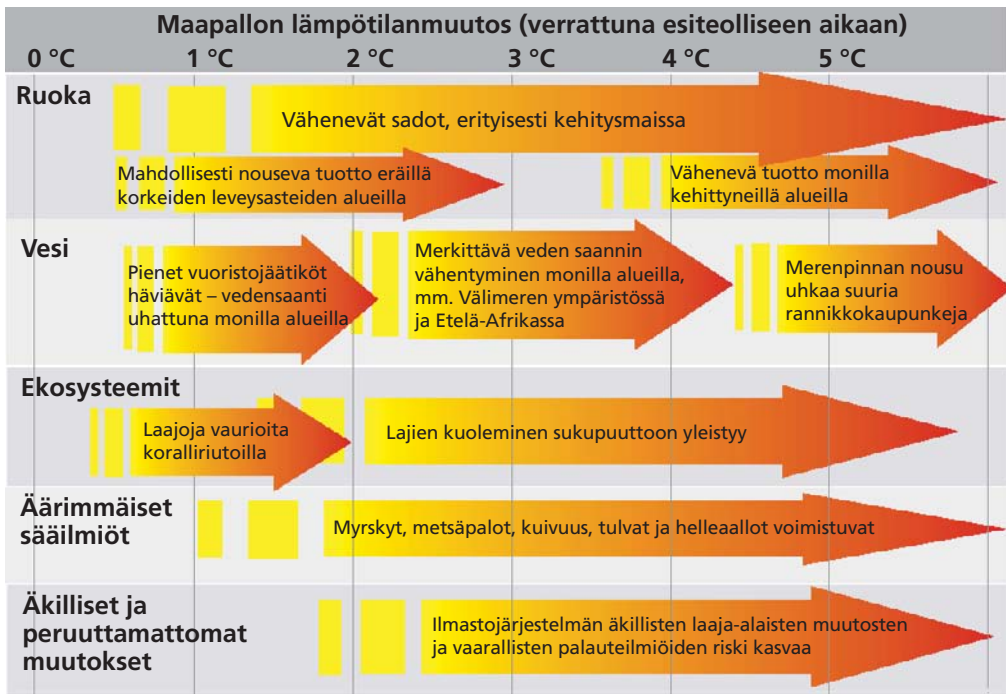 Maapallon lämpötilanmuutos (verrattuna esiteolliseen aikaan)
0 °C 1 °C 2 °C 3 °C 4 °C 5 °C
Ruoka
Vähenevät sadot, erityisesti kehitysmaissa
Mahdollisesti nouseva tuotto eräillä
korkeiden leveysasteiden alueilla
Vähenevä tuotto monilla
kehittyneillä alueilla
Vesi
Pienet vuoristojäätiköt
häviävät – vedensaanti
uhattuna monilla alueilla
Merkittävä veden saannin
vähentyminen monilla alueilla,
mm. Välimeren ympäristössä
ja Etelä-Afrikassa
Merenpinnan nousu
uhkaa suuria
rannikkokaupunkeja
Ekosysteemit
Laajoja vaurioita
koralliriutoilla
Lajien kuoleminen sukupuuttoon yleistyy
Äärimmäiset
sääilmiöt
Myrskyt, metsäpalot, kuivuus, tulvat ja helleaallot voimistuvat
Äkilliset ja
peruuttamattomat
muutokset
Ilmastojärjestelmän äkillisten laaja-alaisten muutosten
ja vaarallisten palauteilmiöiden riski kasvaa